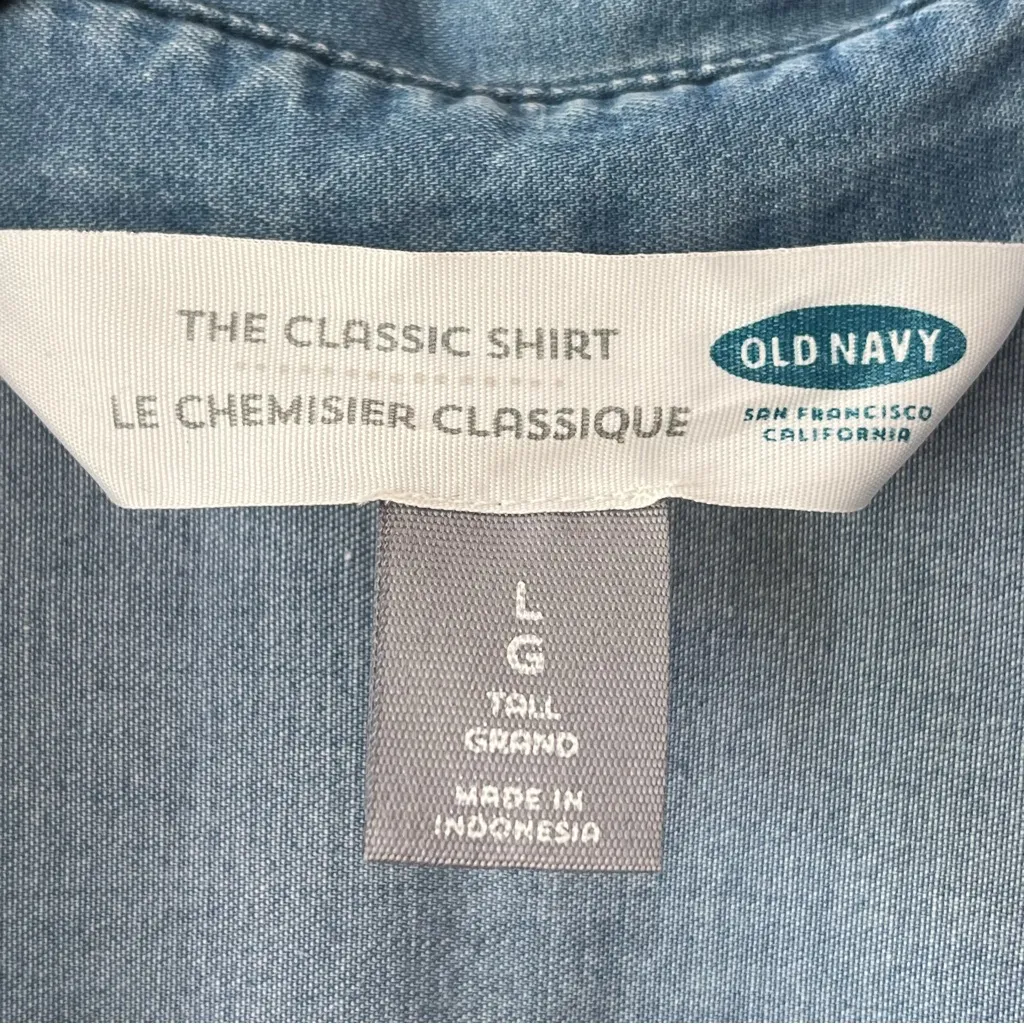 THE CLASSIC SHIRT
LE CHEMISIER CLASSIQUE
OLD NAVY
SAN FRANCISCO
CALIFORNIA
L
G
TALL
GRAND
MADE IN
INDONESIA